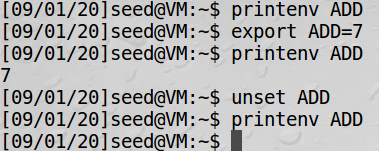 [09/01/20]seed@VM:~$ printenv ADD
[09/01/20]seed@VM:~$ export ADD=7
[09/01/20]seed@VM:~$ printenv ADD
7
[09/01/20]seed@VM:~$ unset ADD
[09/01/20]seed@VM:~$ printenv ADD
[09/01/20]seed@VM:~$